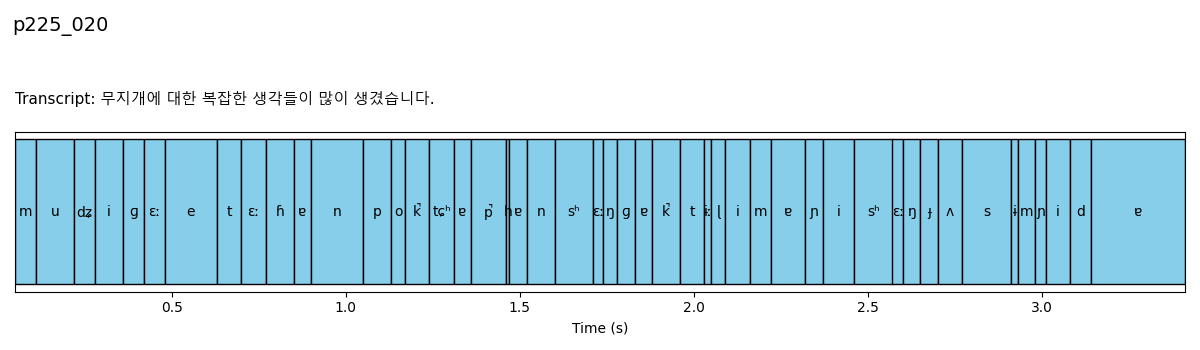 p225_020
Transcript: 무지개에 대한 복잡한 생각들이 많이 생겼습니다.
m u dʑ i ɡ ɛː e t ɛː ɦ ɐ n p o k̚ tɕʰ ɐ p̚ h ɐ n sʰ ɛː ŋ ɡ ɐ k̚ t ɨː ɭ i m ɐ ɲ i sʰ ɛː ŋ ɟ ʌ s ɨ m ɲ i d ɐ
0.5 1.0 1.5 2.0 2.5 3.0
Time (s)